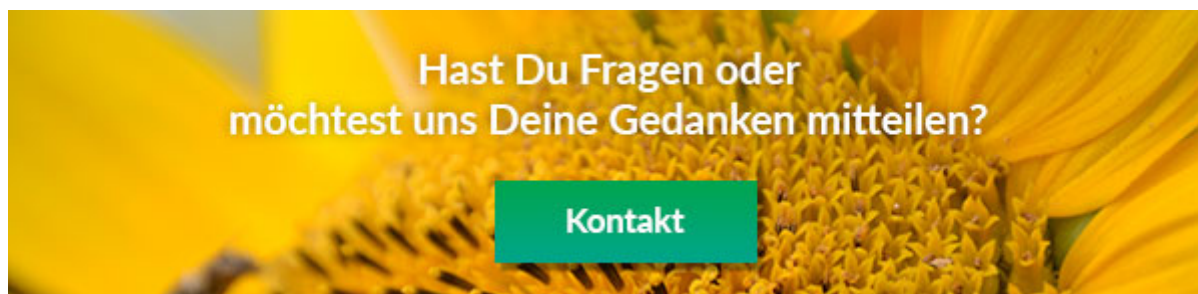 Hast Du Fragen oder
möchtest uns Deine Gedanken mitteilen?
Kontakt